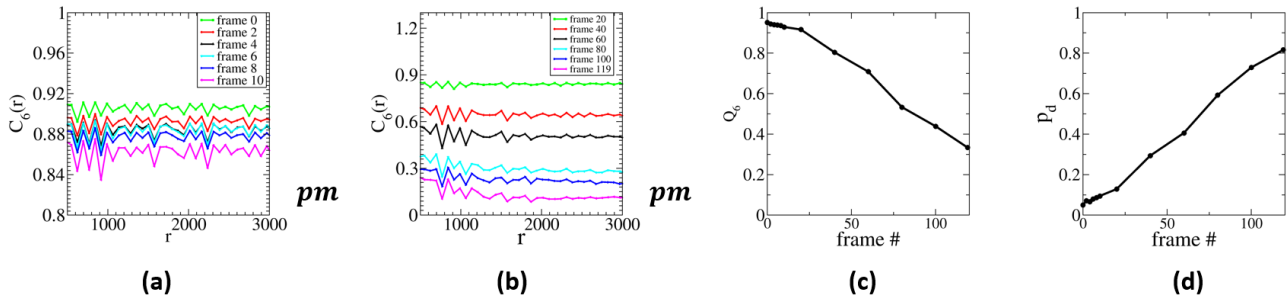 frame 0
frame 2
frame 4
frame 6
frame 8
frame 10
1
0.96
0.92
0.88
0.84
0.8
C6(r)
1000
2000
3000
r
pm
(a)
frame 20
frame 40
frame 60
frame 80
frame 100
frame 119
1.2
0.9
0.6
0.3
0
C6(r)
1000
2000
3000
r
pm
(b)
1
0.8
0.6
0.4
0.2
0
Q6
0
50
100
frame #
(c)
1
0.8
0.6
0.4
0.2
0
pd
0
50
100
frame #
(d)